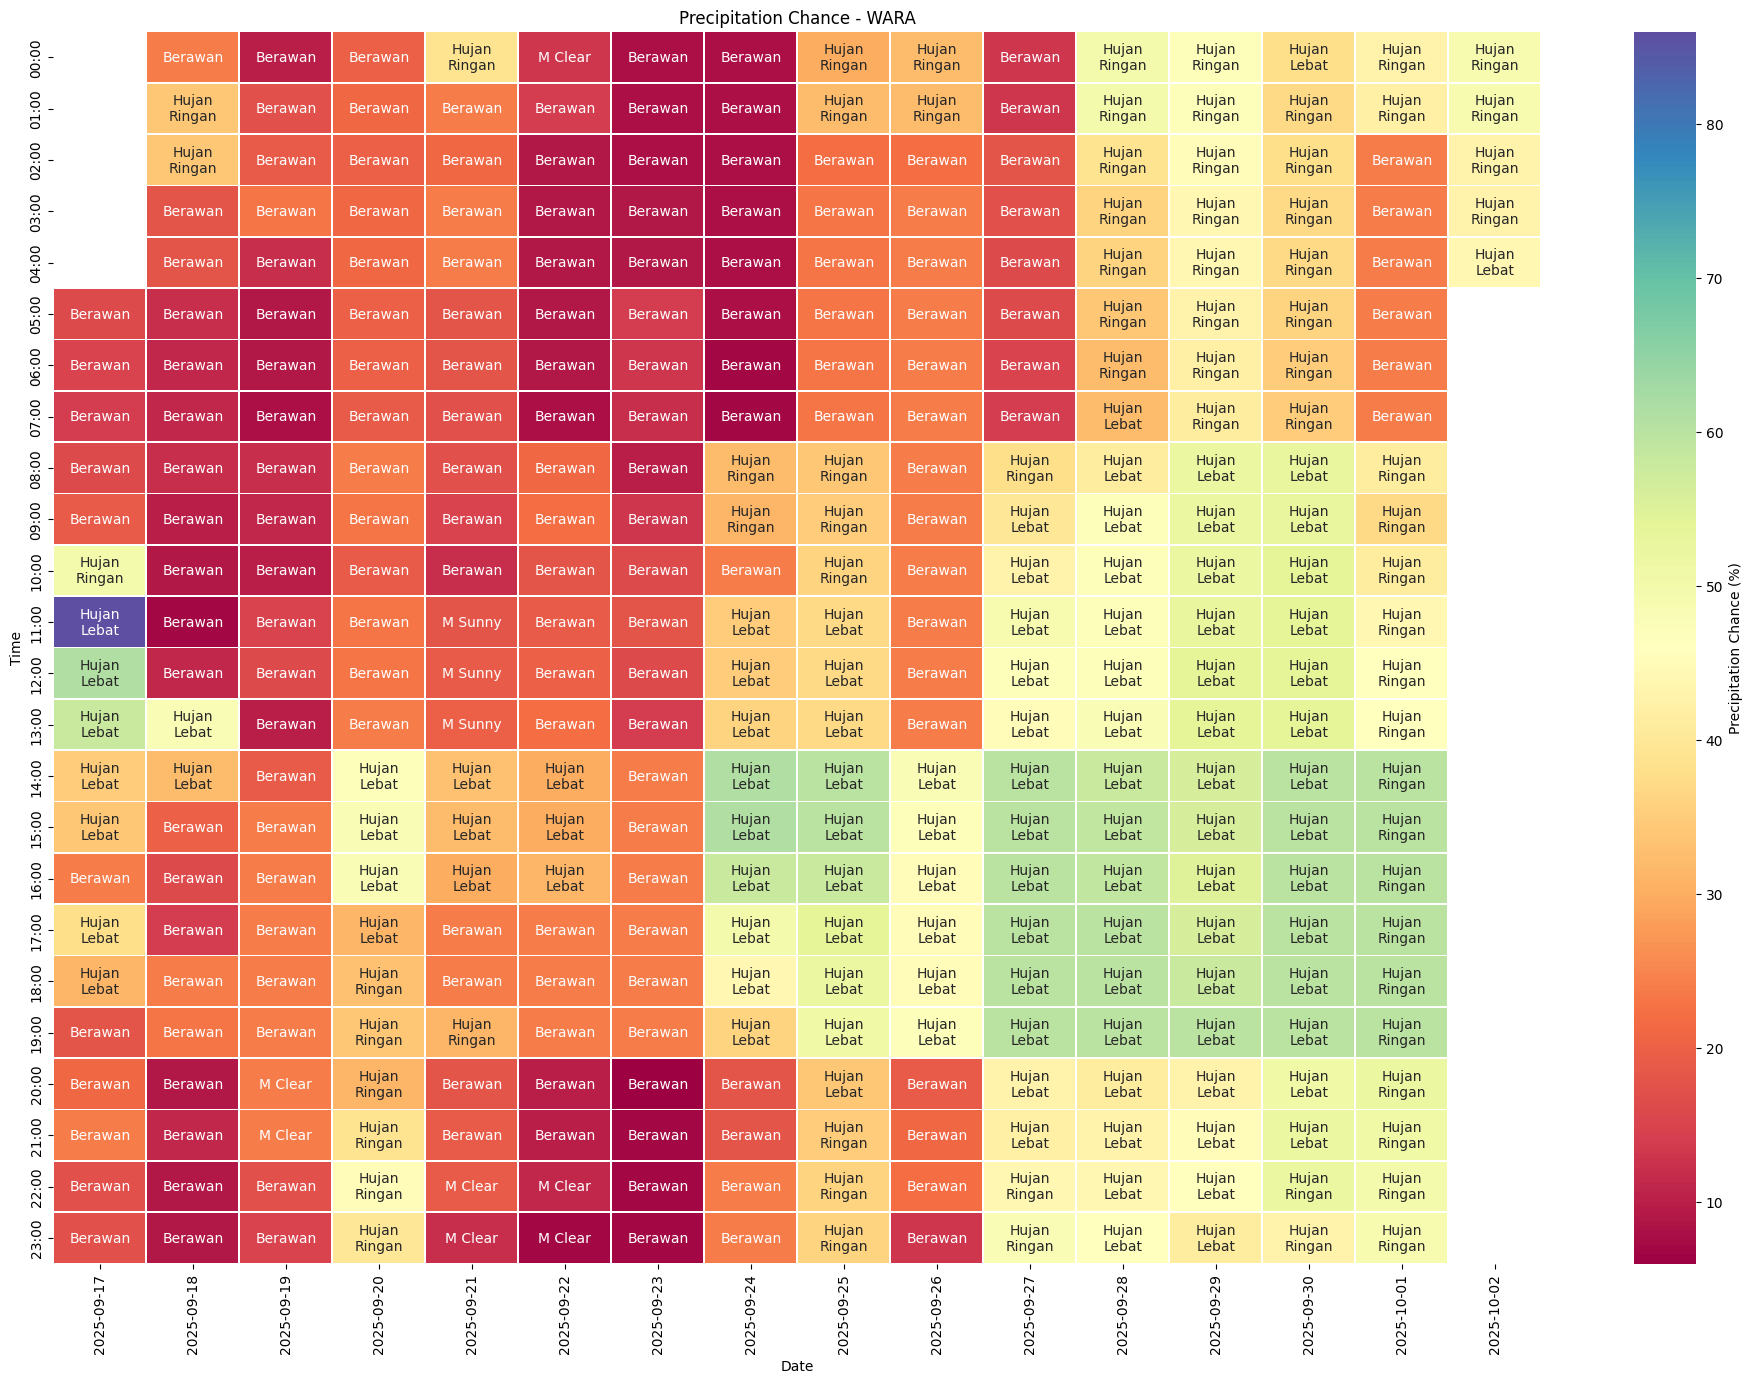 Precipitation Chance - WARA
00:00 Berawan Berawan Berawan Hujan Ringan M Clear Berawan Berawan Hujan Ringan Hujan Ringan Berawan Hujan Ringan Hujan Ringan Hujan Lebat Hujan Ringan Hujan Ringan
01:00 Hujan Ringan Berawan Berawan Berawan Berawan Berawan Berawan Hujan Ringan Hujan Ringan Berawan Hujan Ringan Hujan Ringan Hujan Ringan Hujan Ringan Hujan Ringan
02:00 Hujan Ringan Berawan Berawan Berawan Berawan Berawan Berawan Berawan Berawan Berawan Hujan Ringan Hujan Ringan Hujan Ringan Berawan Hujan Ringan
03:00 Berawan Berawan Berawan Berawan Berawan Berawan Berawan Berawan Berawan Berawan Hujan Ringan Hujan Ringan Hujan Ringan Berawan Hujan Ringan
04:00 Berawan Berawan Berawan Berawan Berawan Berawan Berawan Berawan Berawan Berawan Hujan Ringan Hujan Ringan Hujan Ringan Berawan Hujan Lebat
05:00 Berawan Berawan Berawan Berawan Berawan Berawan Berawan Berawan Berawan Berawan Berawan Hujan Ringan Hujan Ringan Hujan Ringan Berawan
06:00 Berawan Berawan Berawan Berawan Berawan Berawan Berawan Berawan Berawan Berawan Berawan Hujan Ringan Hujan Ringan Hujan Ringan Berawan
07:00 Berawan Berawan Berawan Berawan Berawan Berawan Berawan Berawan Berawan Berawan Berawan Hujan Lebat Hujan Ringan Hujan Ringan Berawan
08:00 Berawan Berawan Berawan Berawan Berawan Berawan Berawan Hujan Ringan Hujan Ringan Berawan Hujan Ringan Hujan Lebat Hujan Lebat Hujan Lebat Hujan Ringan
09:00 Berawan Berawan Berawan Berawan Berawan Berawan Berawan Hujan Ringan Hujan Ringan Berawan Hujan Lebat Hujan Lebat Hujan Lebat Hujan Lebat Hujan Ringan
10:00 Hujan Ringan Berawan Berawan Berawan Berawan Berawan Berawan Berawan Hujan Ringan Berawan Hujan Lebat Hujan Lebat Hujan Lebat Hujan Lebat Hujan Ringan
11:00 Hujan Lebat Berawan Berawan Berawan M Sunny Berawan Berawan Hujan Lebat Hujan Lebat Berawan Hujan Lebat Hujan Lebat Hujan Lebat Hujan Lebat Hujan Ringan
12:00 Hujan Lebat Berawan Berawan Berawan M Sunny Berawan Berawan Hujan Lebat Hujan Lebat Berawan Hujan Lebat Hujan Lebat Hujan Lebat Hujan Lebat Hujan Ringan
13:00 Hujan Lebat Hujan Lebat Berawan Berawan M Sunny Berawan Berawan Hujan Lebat Hujan Lebat Berawan Hujan Lebat Hujan Lebat Hujan Lebat Hujan Lebat Hujan Ringan
14:00 Hujan Lebat Hujan Lebat Berawan Hujan Lebat Hujan Lebat Hujan Lebat Berawan Hujan Lebat Hujan Lebat Hujan Lebat Hujan Lebat Hujan Lebat Hujan Lebat Hujan Lebat Hujan Ringan
15:00 Hujan Lebat Berawan Berawan Hujan Lebat Hujan Lebat Hujan Lebat Berawan Hujan Lebat Hujan Lebat Hujan Lebat Hujan Lebat Hujan Lebat Hujan Lebat Hujan Lebat Hujan Ringan
16:00 Berawan Berawan Berawan Hujan Lebat Hujan Lebat Hujan Lebat Berawan Hujan Lebat Hujan Lebat Hujan Lebat Hujan Lebat Hujan Lebat Hujan Lebat Hujan Lebat Hujan Ringan
17:00 Hujan Lebat Berawan Berawan Hujan Lebat Berawan Berawan Berawan Hujan Lebat Hujan Lebat Hujan Lebat Hujan Lebat Hujan Lebat Hujan Lebat Hujan Lebat Hujan Ringan
18:00 Hujan Lebat Berawan Berawan Hujan Ringan Berawan Berawan Berawan Hujan Lebat Hujan Lebat Hujan Lebat Hujan Lebat Hujan Lebat Hujan Lebat Hujan Lebat Hujan Ringan
19:00 Berawan Berawan Berawan Hujan Ringan Hujan Ringan Berawan Berawan Hujan Lebat Hujan Lebat Hujan Lebat Hujan Lebat Hujan Lebat Hujan Lebat Hujan Lebat Hujan Ringan
20:00 Berawan Berawan M Clear Hujan Ringan Berawan Berawan Berawan Berawan Hujan Lebat Berawan Hujan Lebat Hujan Lebat Hujan Lebat Hujan Lebat Hujan Ringan
21:00 Berawan Berawan M Clear Hujan Ringan Berawan Berawan Berawan Berawan Hujan Ringan Berawan Hujan Lebat Hujan Lebat Hujan Lebat Hujan Lebat Hujan Ringan
22:00 Berawan Berawan Berawan Hujan Ringan M Clear M Clear Berawan Berawan Hujan Ringan Berawan Hujan Ringan Hujan Lebat Hujan Lebat Hujan Ringan Hujan Ringan
23:00 Berawan Berawan Berawan Hujan Ringan M Clear M Clear Berawan Berawan Hujan Ringan Berawan Hujan Ringan Hujan Lebat Hujan Lebat Hujan Ringan Hujan Ringan
Time
2025-09-17 2025-09-18 2025-09-19 2025-09-20 2025-09-21 2025-09-22 2025-09-23 2025-09-24 2025-09-25 2025-09-26 2025-09-27 2025-09-28 2025-09-29 2025-09-30 2025-10-01 2025-10-02
Date
80
70
60
50
40
30
20
10
Precipitation Chance (%)